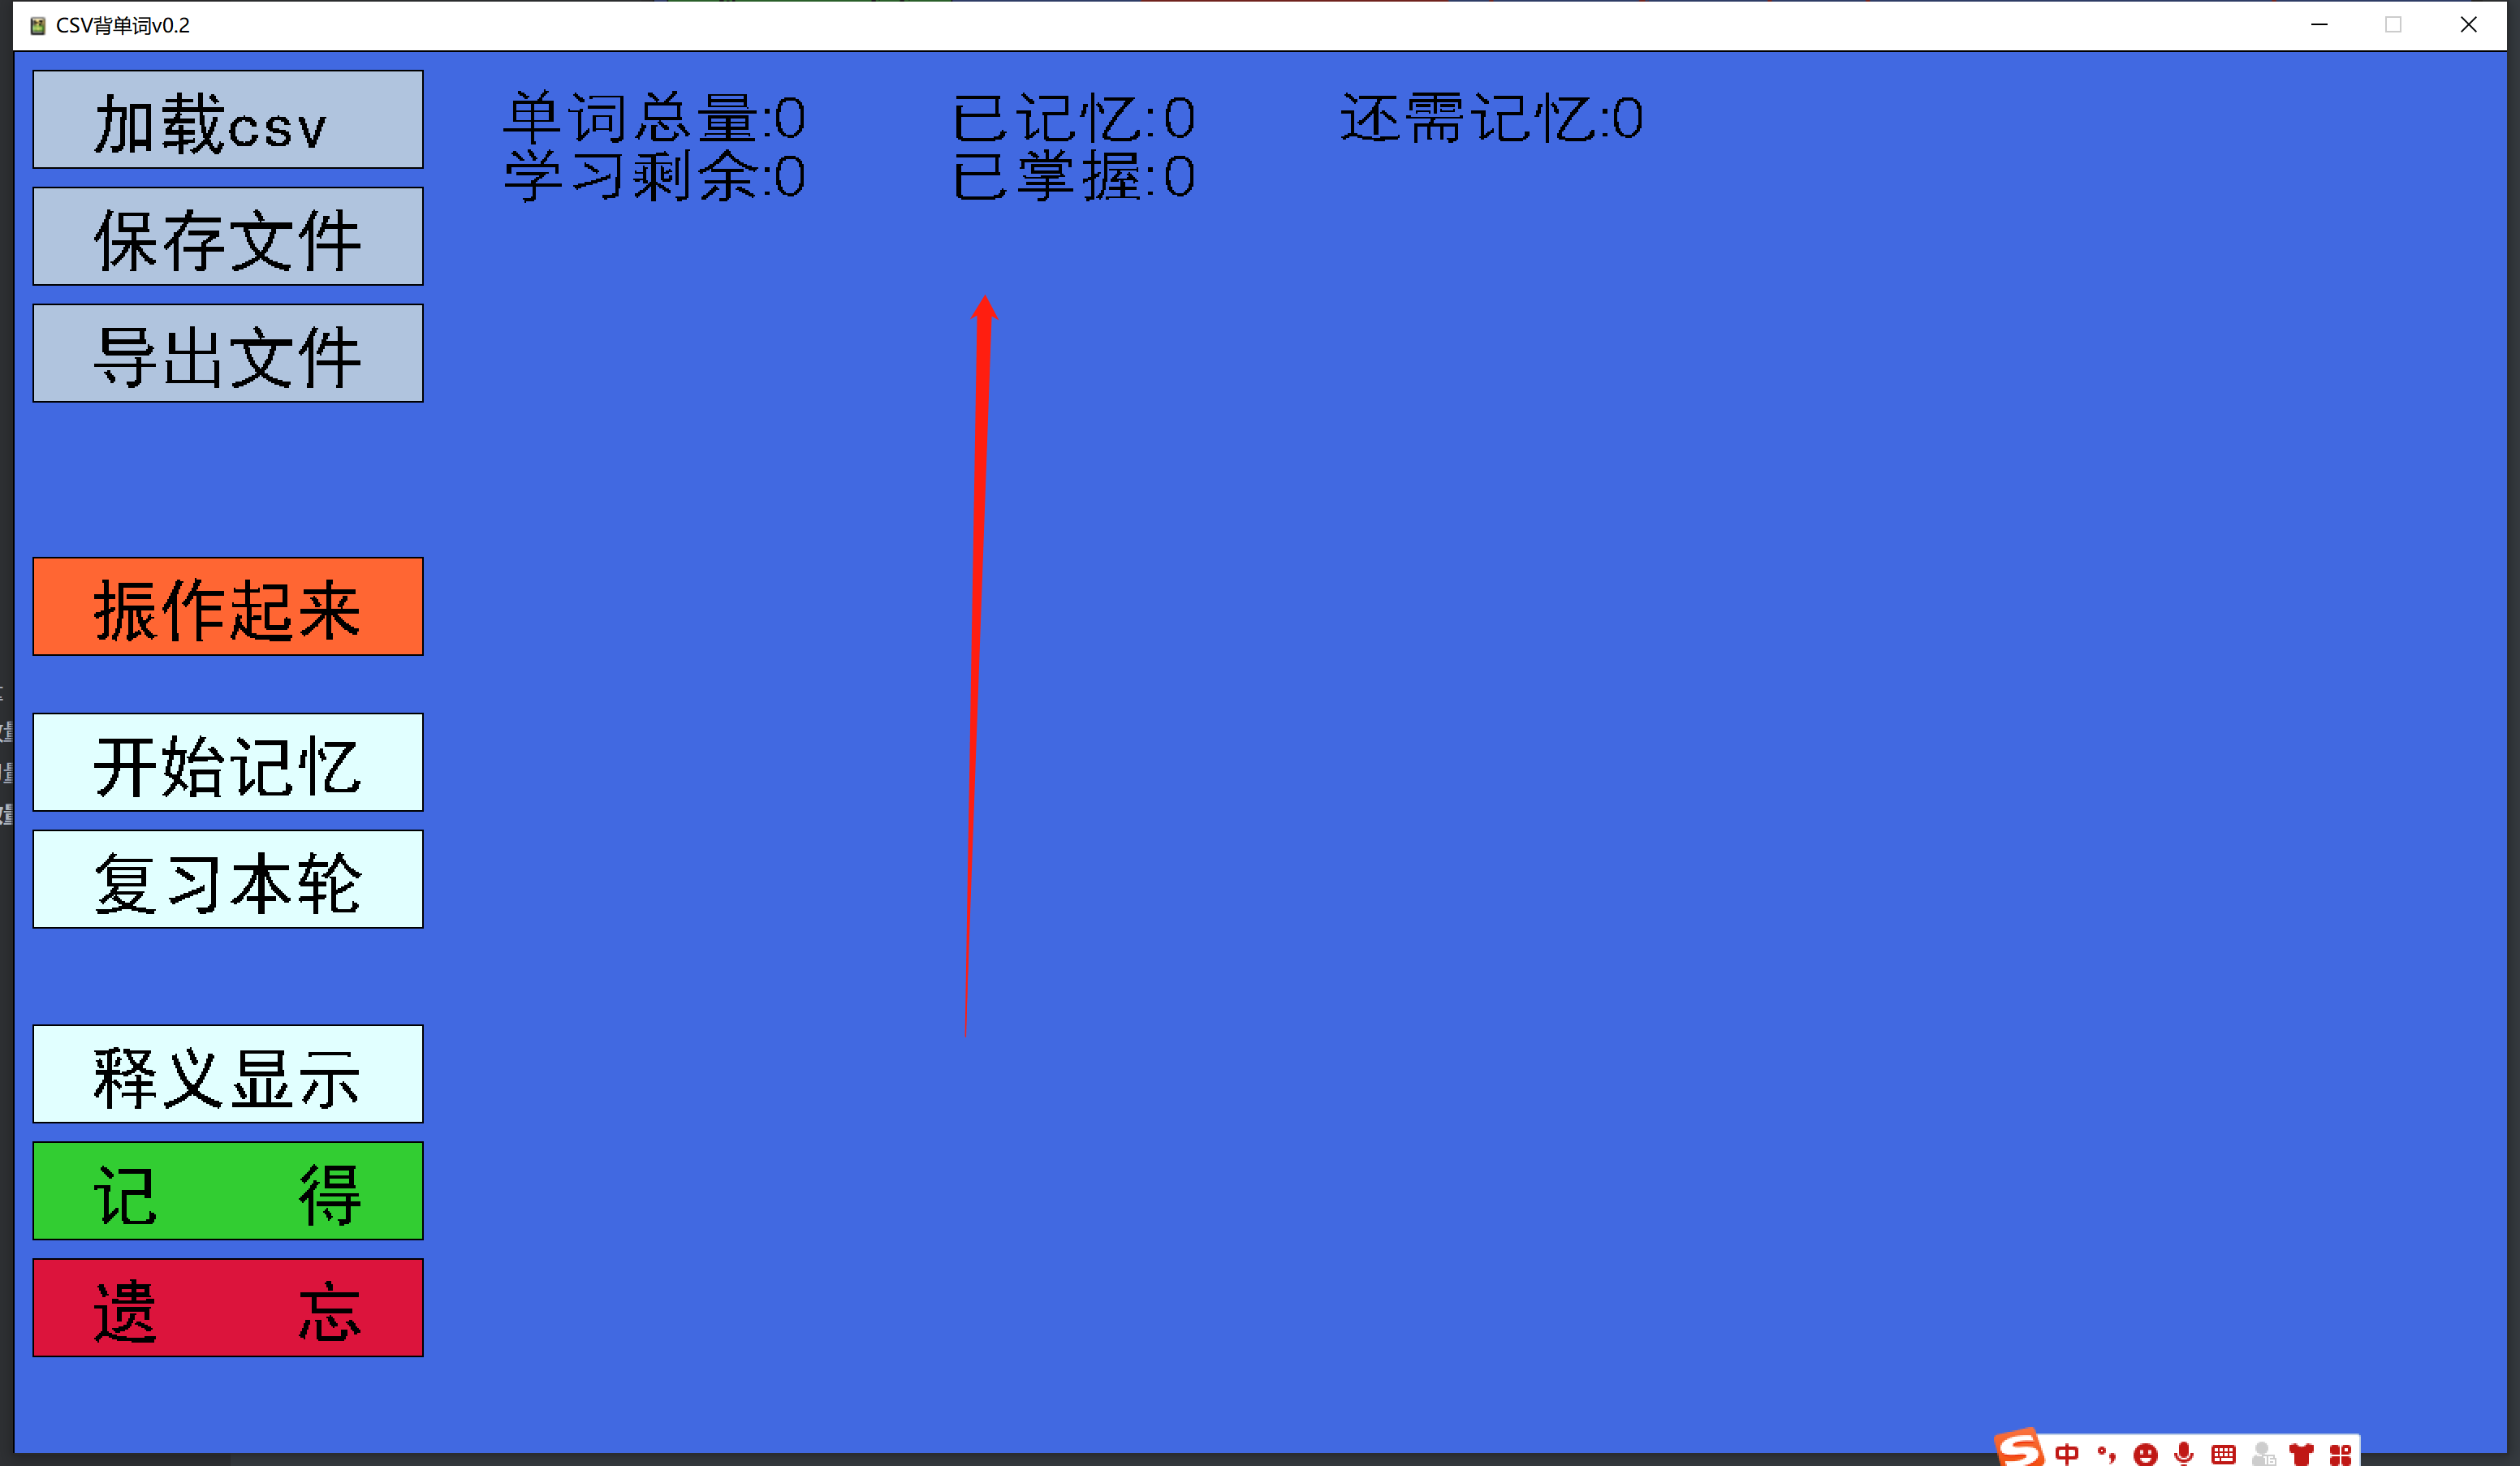 CSV背单词v0.2
加载csv
单词总量:0 已记忆:0 还需记忆:0
学习剩余:0 已掌握:0
保存文件
导出文件
振作起来
开始记忆
复习本轮
释义显示
记 得
遗 忘
中